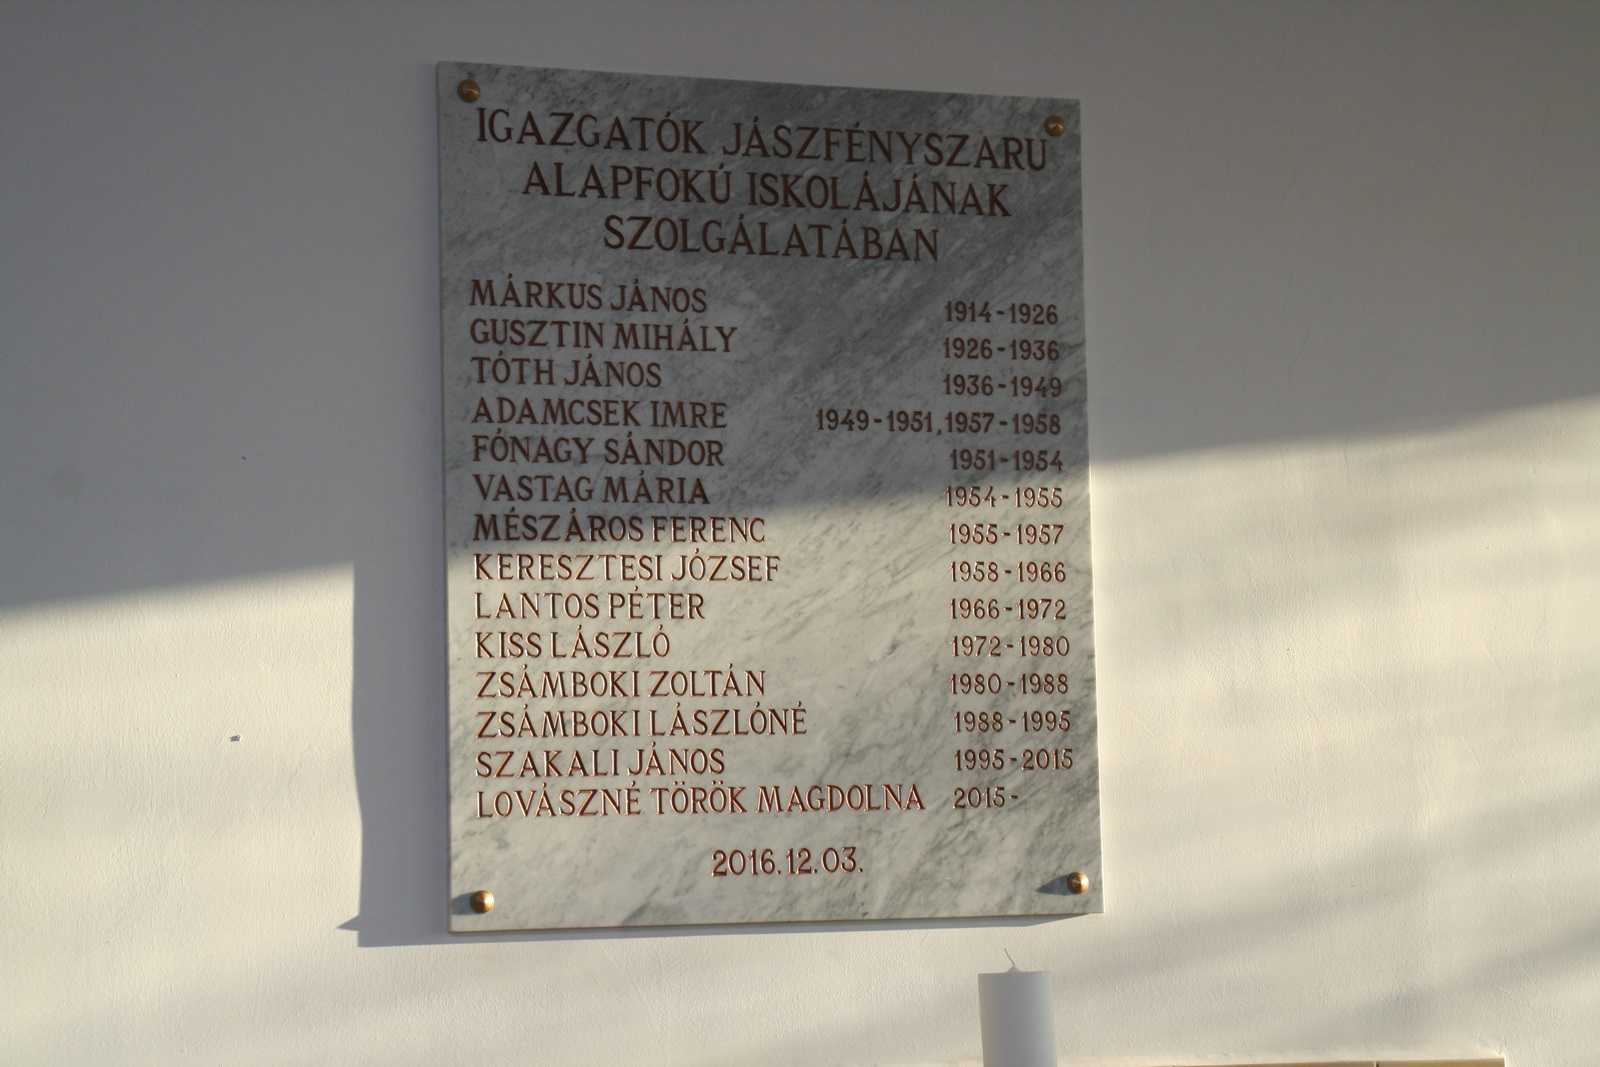 IGAZGATÓK JÁSZFÉNYSZARU
ALAPFOKÚ ISKOLÁJÁNAK
SZOLGÁLATÁBAN
MÁRKUS JÁNOS 1914-1926
GUSZTIN MIHÁLY 1926-1936
TÓTH JÁNOS 1936-1949
ADAMCSEK IMRE 1949-1951,1957-1958
FÓNAGY SÁNDOR 1951-1954
VASTAG MÁRIA 1954-1955
MÉSZÁROS FERENC 1955-1957
KERESZTESI JÓZSEF 1958-1966
LANTOS PÉTER 1966-1972
KISS LÁSZLÓ 1972-1980
ZSÁMBOKI ZOLTÁN 1980-1988
ZSÁMBOKI LÁSZLÓNÉ 1988-1995
SZAKALI JÁNOS 1995-2015
LOVÁSZNÉ TÖRÖK MAGDOLNA 2015-
2016.12.03.